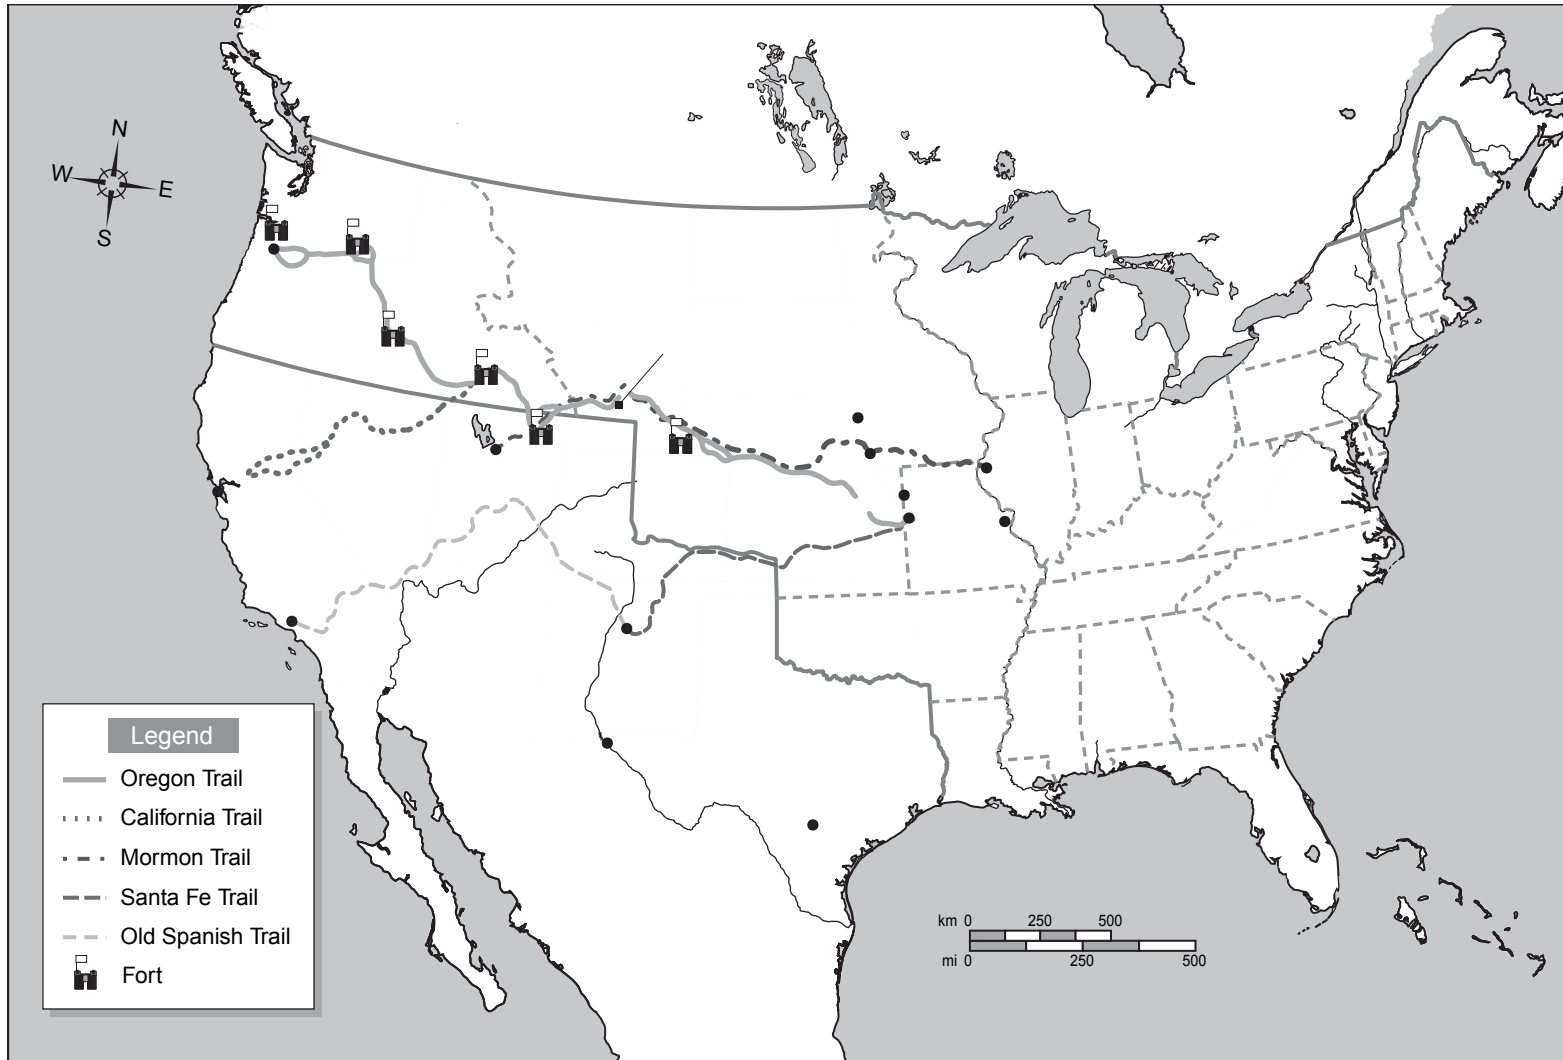 N
W E
S
Legend
Oregon Trail
California Trail
Mormon Trail
Santa Fe Trail
Old Spanish Trail
Fort
km 0 250 500
mi 0 250 500